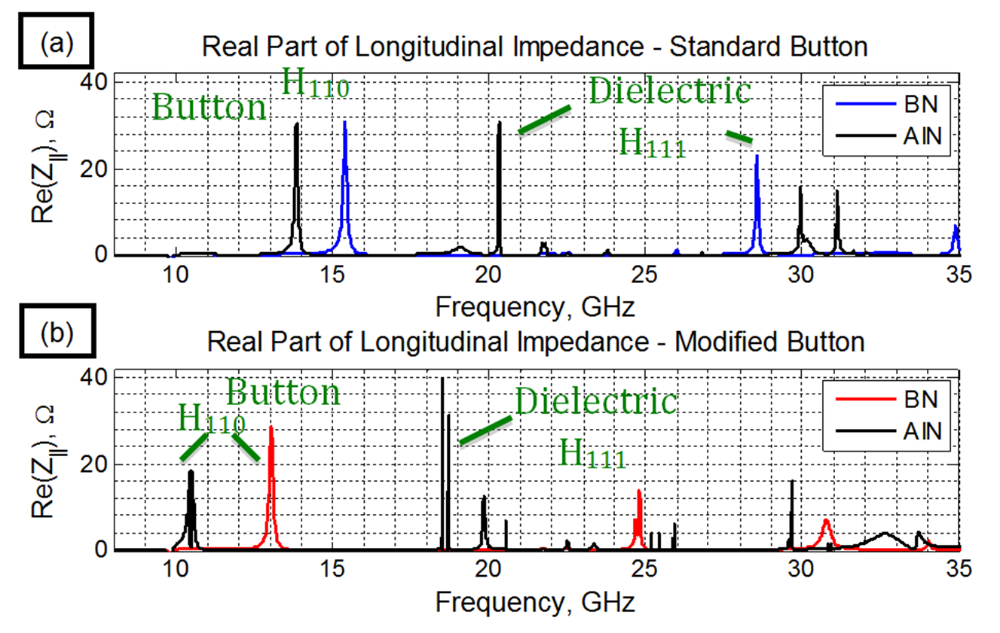 (a)
Real Part of Longitudinal Impedance - Standard Button
Re(Z||), Ω
40
20
0
Button
H110
Dielectric
H111
BN
AlN
10 15 20 25 30 35
Frequency, GHz
(b)
Real Part of Longitudinal Impedance - Modified Button
Re(Z||), Ω
40
20
0
Button
H110
Dielectric
H111
BN
AlN
10 15 20 25 30 35
Frequency, GHz